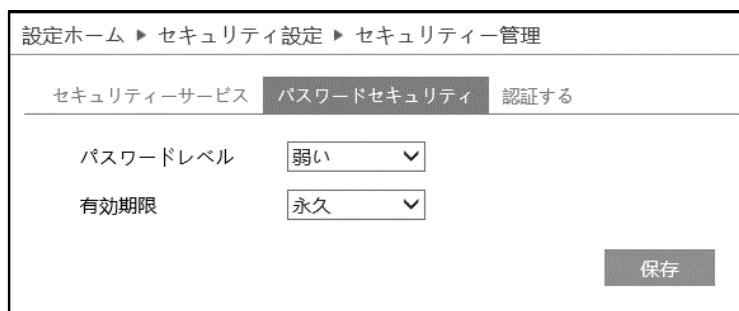 設定ホーム ▶ セキュリティ設定 ▶ セキュリティー管理
セキュリティーサービス パスワードセキュリティ 認証する
パスワードレベル 弱い
有効期限 永久
保存